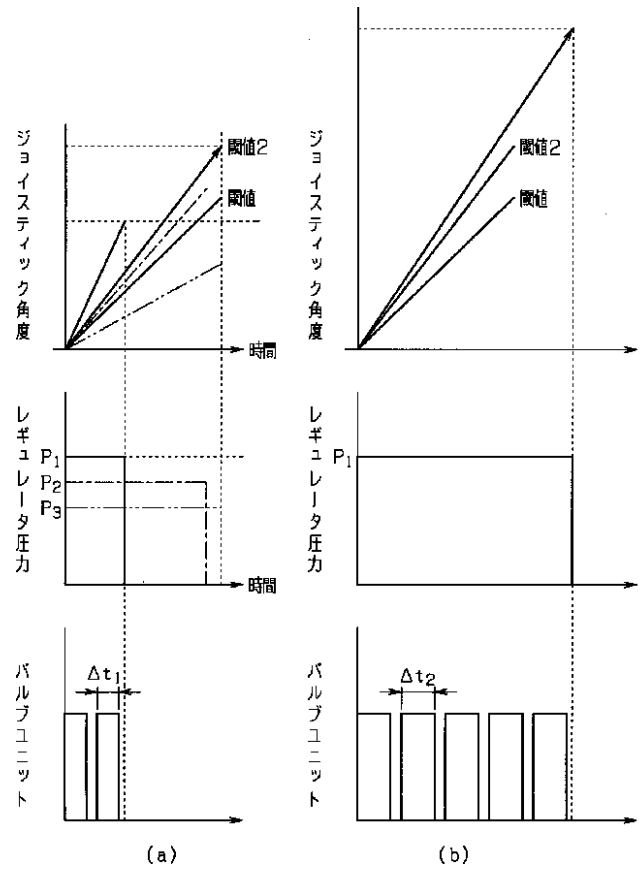 ジョイスティック角度
閾値2
閾値
時間
レギュレータ圧力
P1
P2
P3
時間
バルブユニット
Δt1
(a)
閾値2
閾値
P1
レギュレータ圧力
Δt2
バルブユニット
ジョイスティック角度
(b)